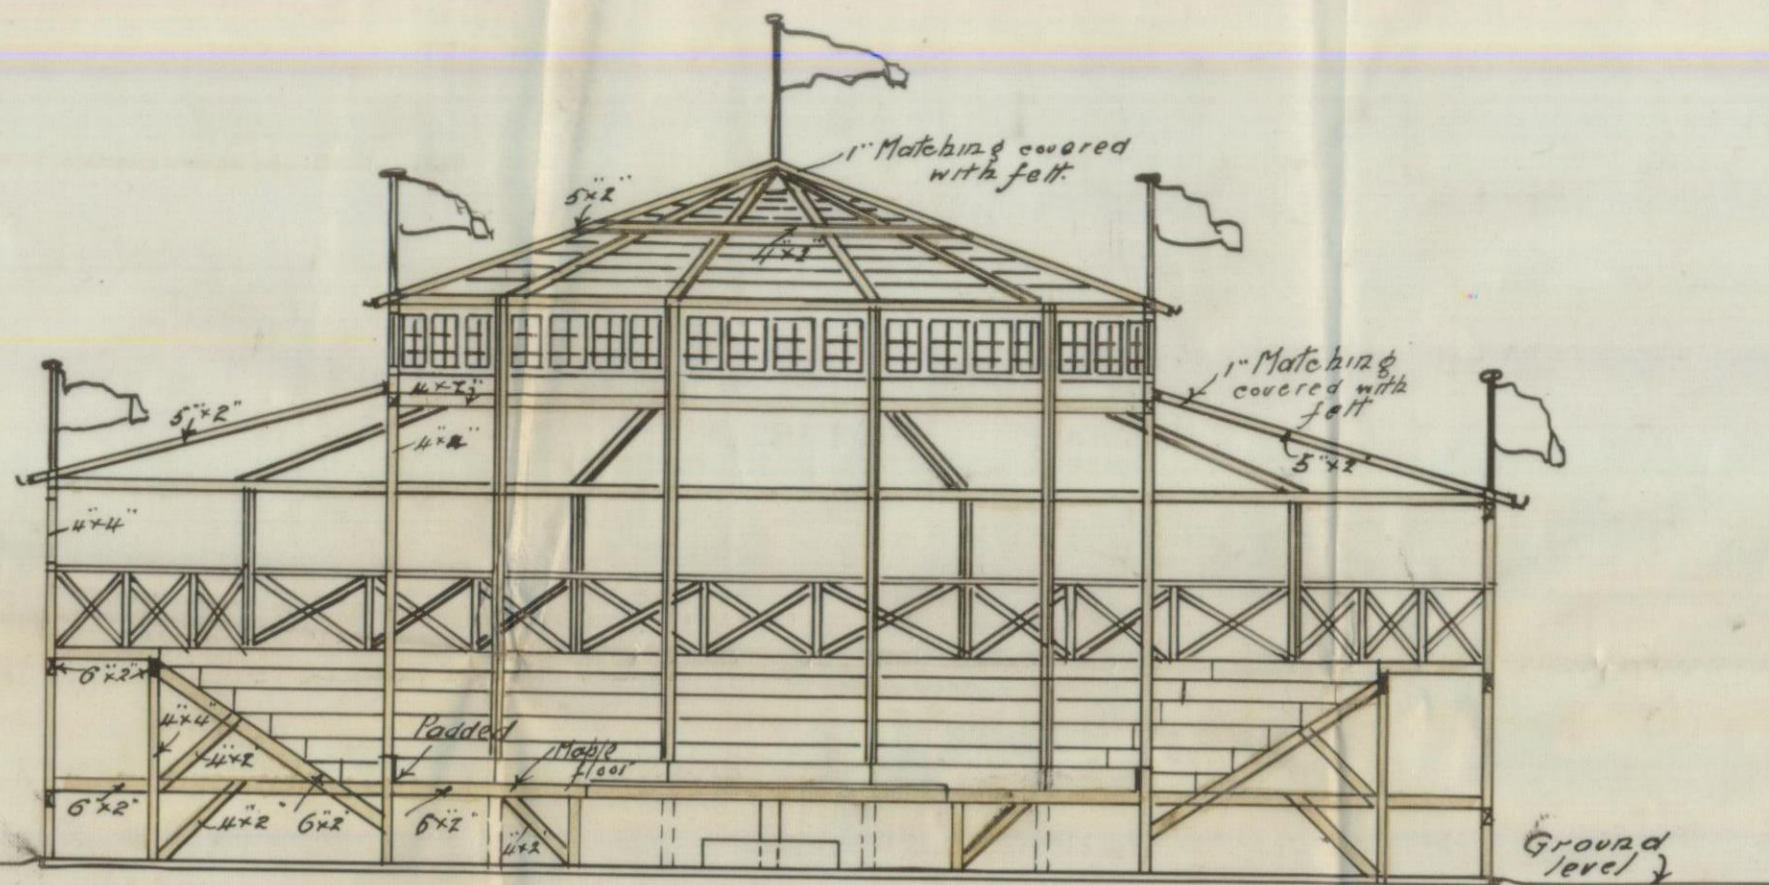 1" Matching covered
with felt.
5"x2"
4"x2"
1" Matching
covered with
felt
4"x2"
5"x2"
4"x4"
5"x2"
4"x4"
6"x2"
4"x4"
Padded
Maple
floor
4"x2"
6"x2"
4"x2"
6"x2"
6"x2"
4"x2
Ground
level